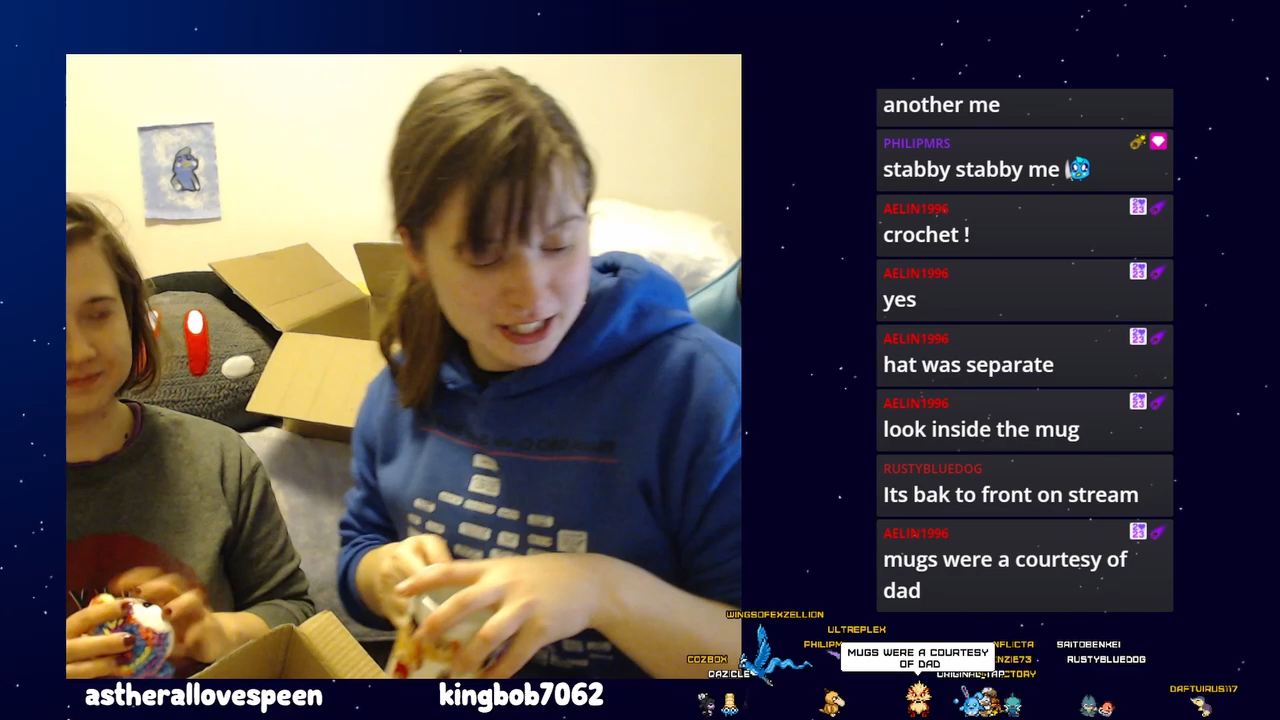 another me
PHILIPMRS
stabby stabby me
AELIN1996
crochet !
AELIN1996
yes
AELIN1996
hat was separate
AELIN1996
look inside the mug
RUSTYBLUEDOG
Its bak to front on stream
AELIN1996
mugs were a courtesy of
dad
WINGSOFEXZELLION
ULTREPLEX
SAITOBENKEI
COZBOX
MUGS WERE A COURTESY
OF DAD
RUSTYBLUEDOG
DAFTVIRUS117
astherallovespeen
kingbob7062